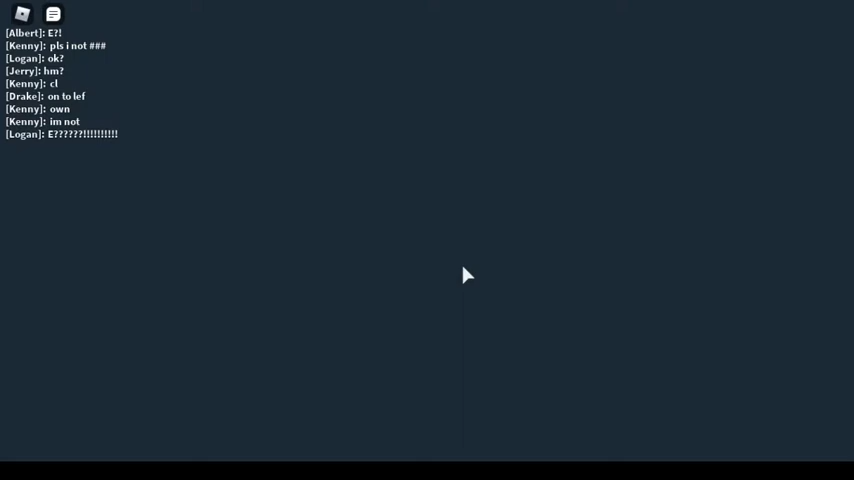 [Albert]: E?!
[Kenny]: pls i not ###
[Logan]: ok?
[Jerry]: hm?
[Kenny]: cl
[Drake]: on to lef
[Kenny]: own
[Kenny]: im not
[Logan]: E??????!!!!!!!!!!